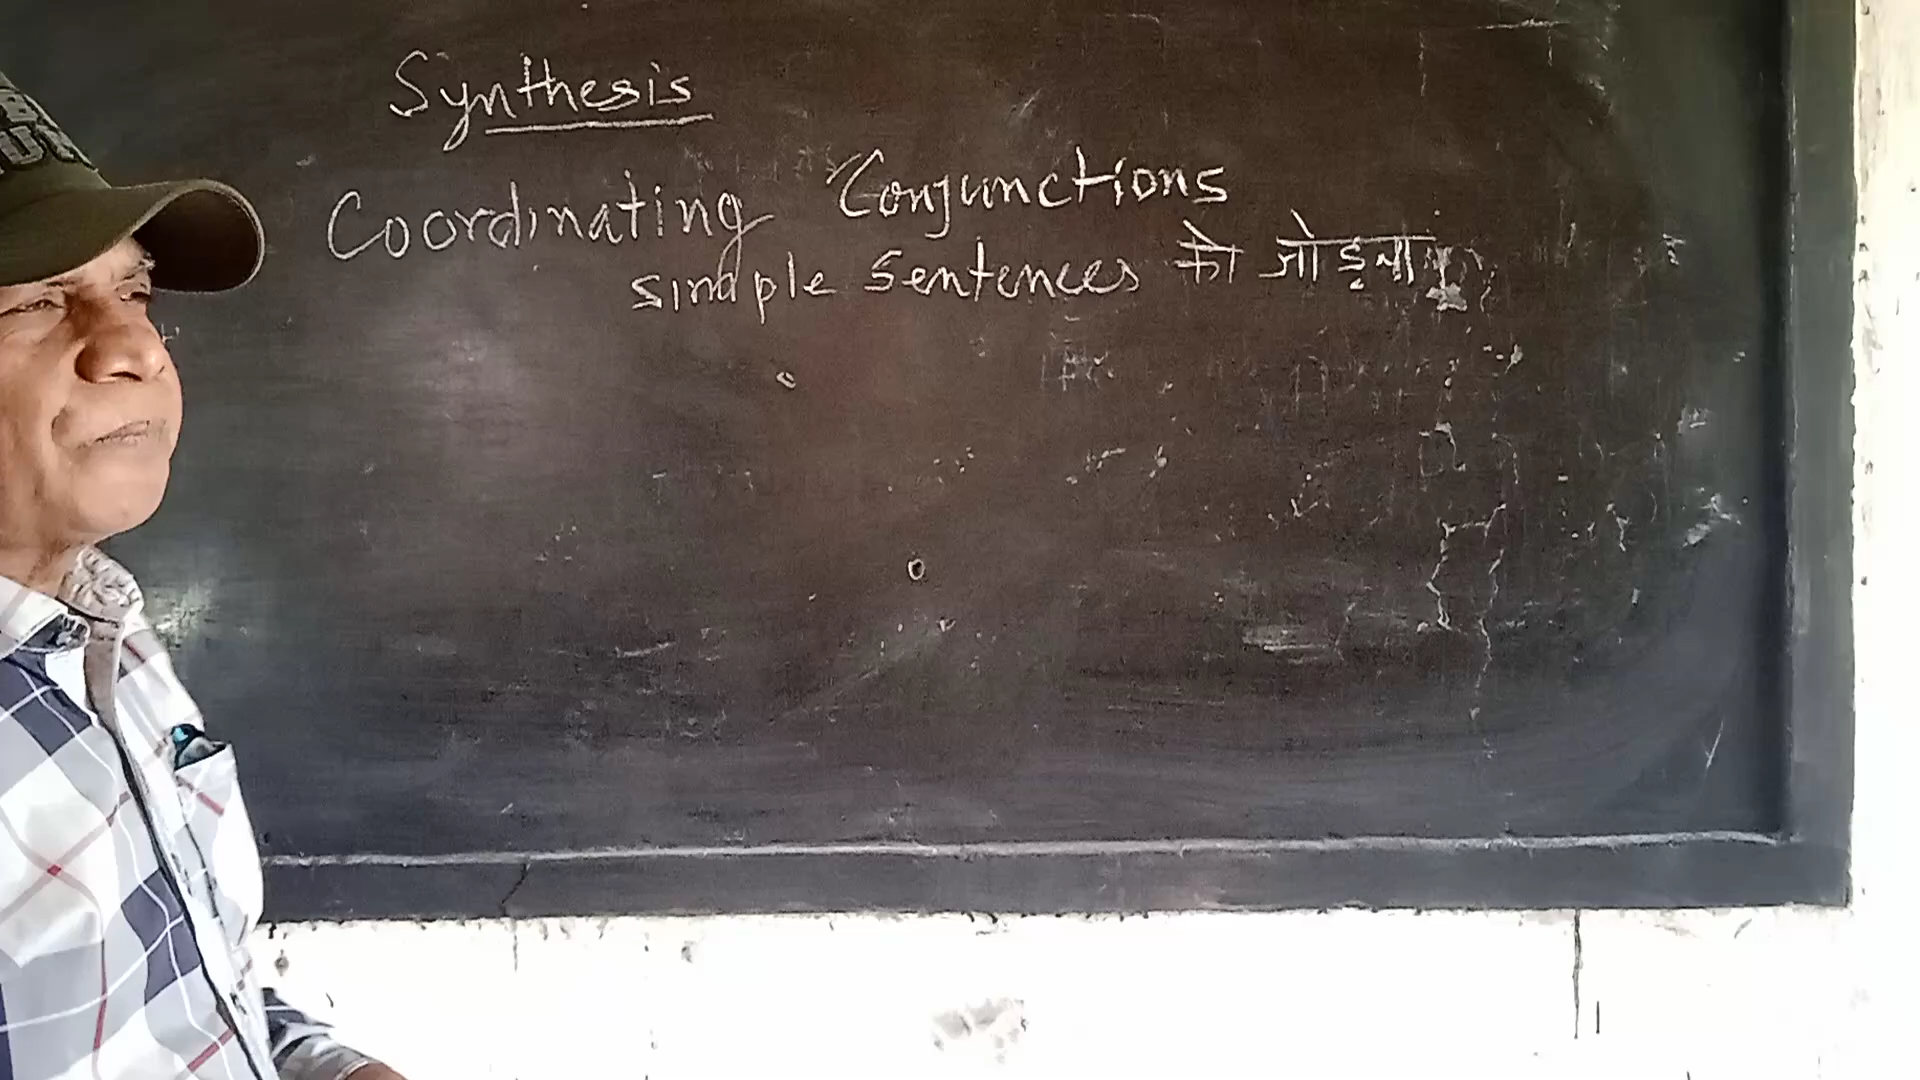 Synthesis
Coordinating Conjunctions
simple sentences को जोड़ना